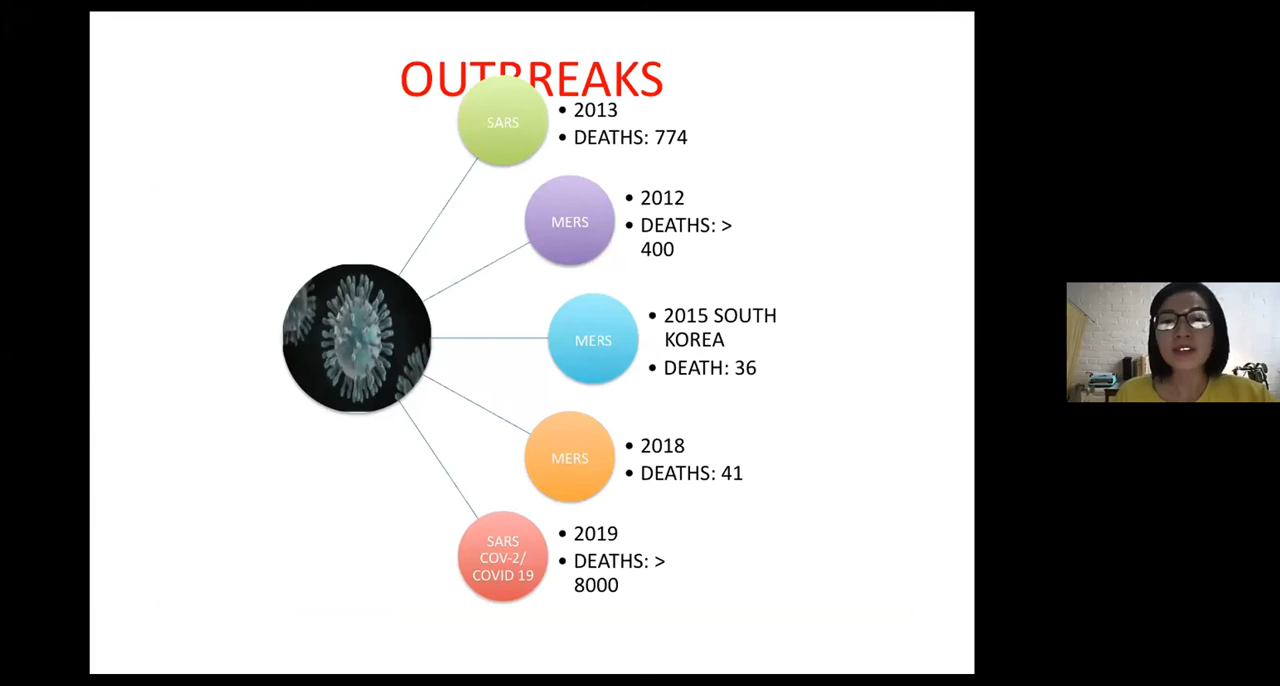 OUTBREAKS
SARS
• 2013
• DEATHS: 774
MERS
• 2012
• DEATHS: >
400
MERS
• 2015 SOUTH
KOREA
• DEATH: 36
MERS
• 2018
• DEATHS: 41
SARS
COV-2/
COVID 19
• 2019
• DEATHS: >
8000